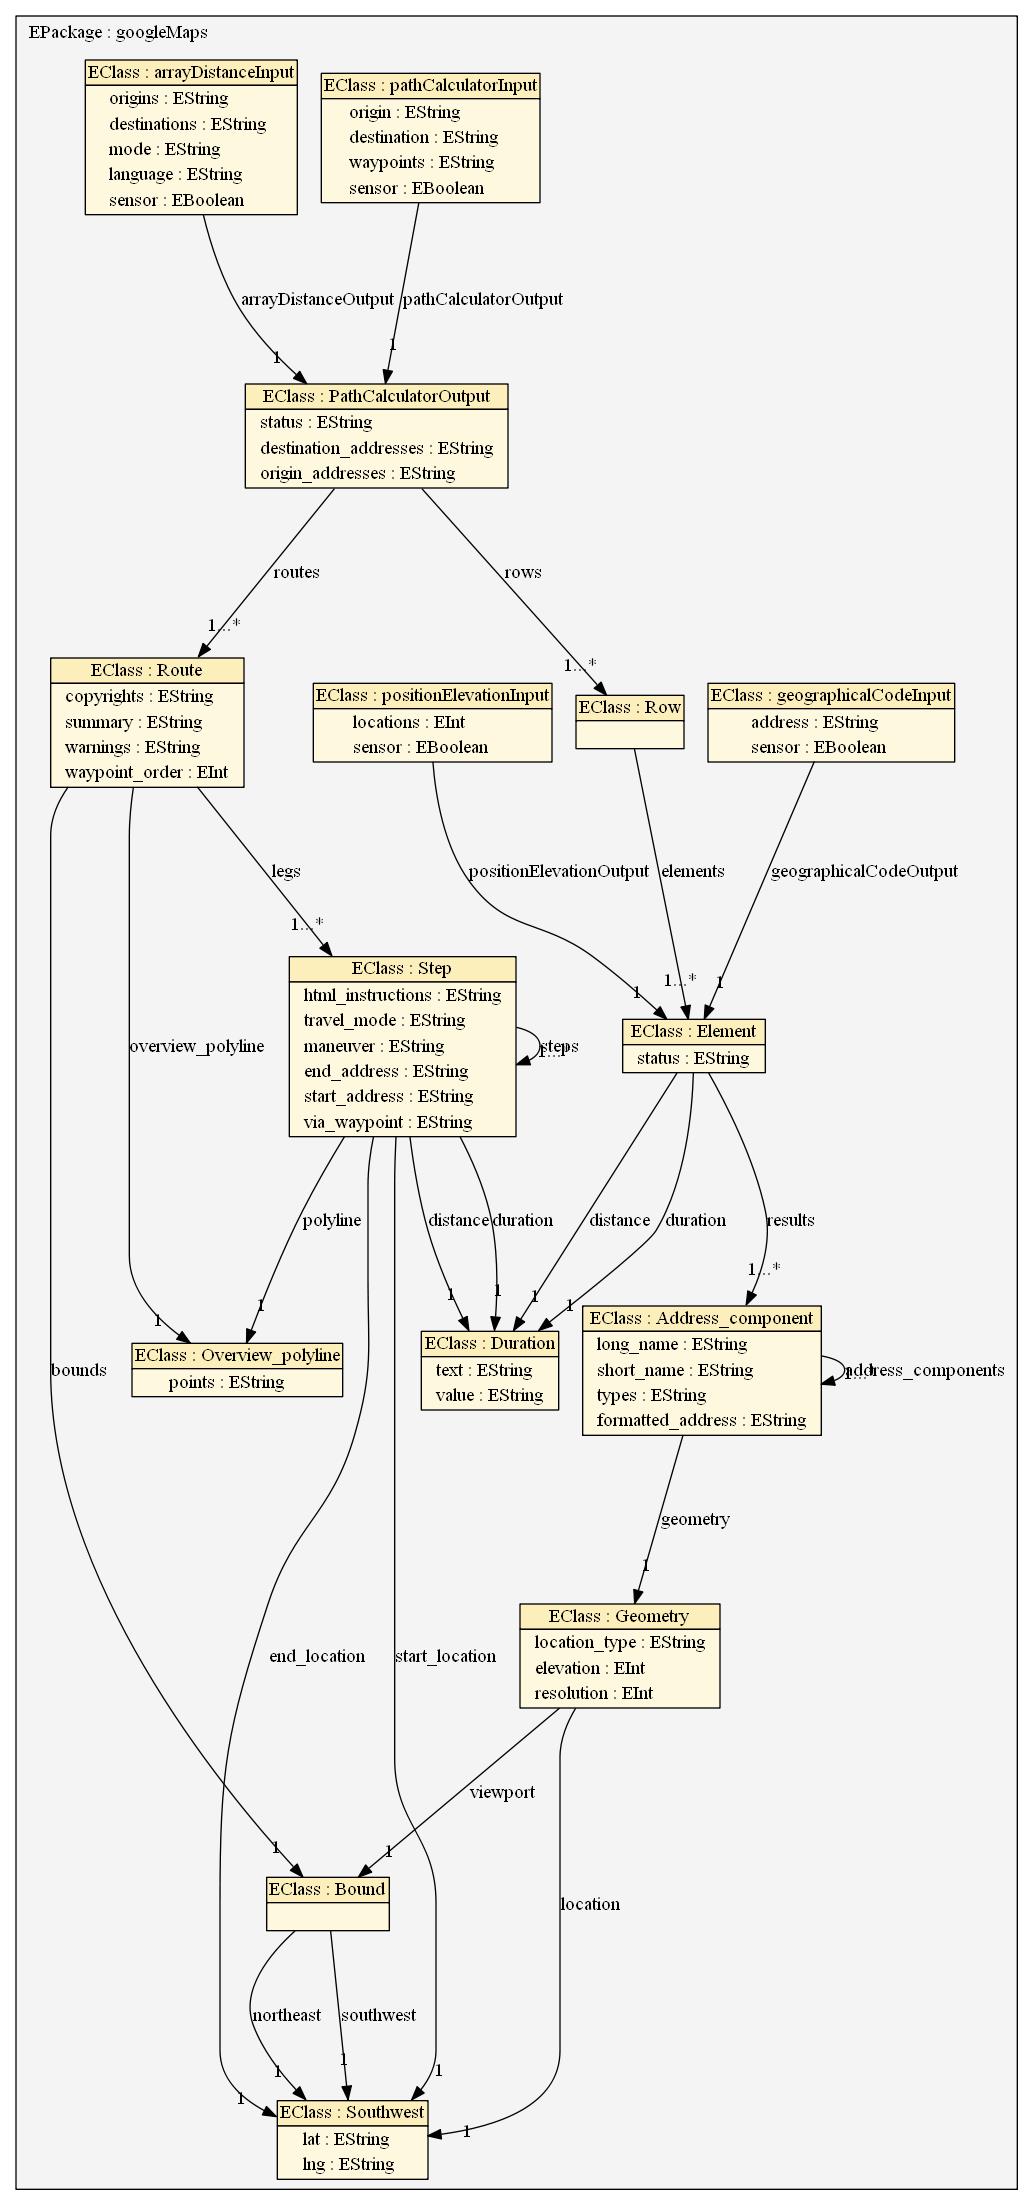 EPackage : googleMaps
EClass : arrayDistanceInput
origins : EString
destinations : EString
mode : EString
language : EString
sensor : EBoolean
EClass : pathCalculatorInput
origin : EString
destination : EString
waypoints : EString
sensor : EBoolean
arrayDistanceOutput
1
pathCalculatorOutput
1
EClass : PathCalculatorOutput
status : EString
destination_addresses : EString
origin_addresses : EString
routes
1...*
rows
1...*
EClass : Route
copyrights : EString
summary : EString
warnings : EString
waypoint_order : EInt
EClass : positionElevationInput
locations : EInt
sensor : EBoolean
EClass : Row
EClass : geographicalCodeInput
address : EString
sensor : EBoolean
legs
1...*
positionElevationOutput
1
elements
1...*
geographicalCodeOutput
1
EClass : Step
html_instructions : EString
travel_mode : EString
maneuver : EString
end_address : EString
start_address : EString
via_waypoint : EString
steps
EClass : Element
status : EString
overview_polyline
1
polyline
1
distance
1
duration
1
distance
1
duration
1
results
1...*
EClass : Overview_polyline
points : EString
EClass : Duration
text : EString
value : EString
EClass : Address_component
long_name : EString
short_name : EString
types : EString
formatted_address : EString
address_components
bounds
1
geometry
1
EClass : Geometry
location_type : EString
elevation : EInt
resolution : EInt
end_location
1
start_location
1
viewport
1
location
1
EClass : Bound
northeast
1
southwest
1
EClass : Southwest
lat : EString
lng : EString